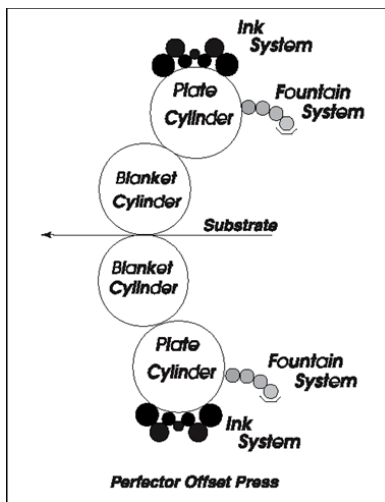 Ink
System
Plate
Cylinder
Fountain
System
Blanket
Cylinder
Substrate
Blanket
Cylinder
Plate
Cylinder
Fountain
System
Ink
System
Perfector Offset Press